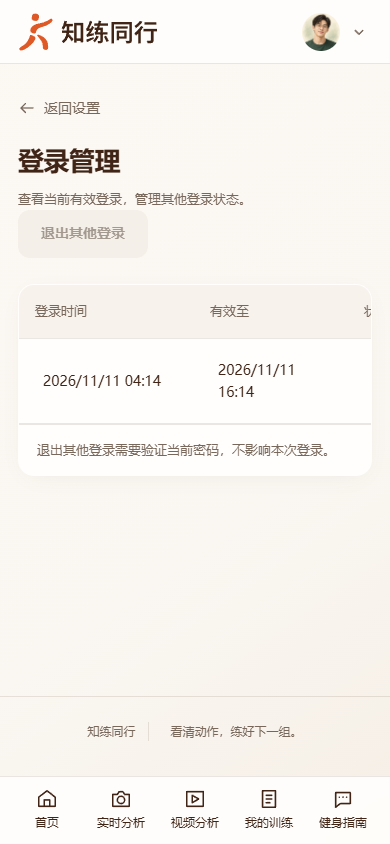 知练同行
返回设置
登录管理
查看当前有效登录，管理其他登录状态。
退出其他登录
登录时间 有效至
2026/11/11 04:14 2026/11/11
16:14
退出其他登录需要验证当前密码，不影响本次登录。
知练同行 看清动作，练好下一组。
首页 实时分析 视频分析 我的训练 健身指南